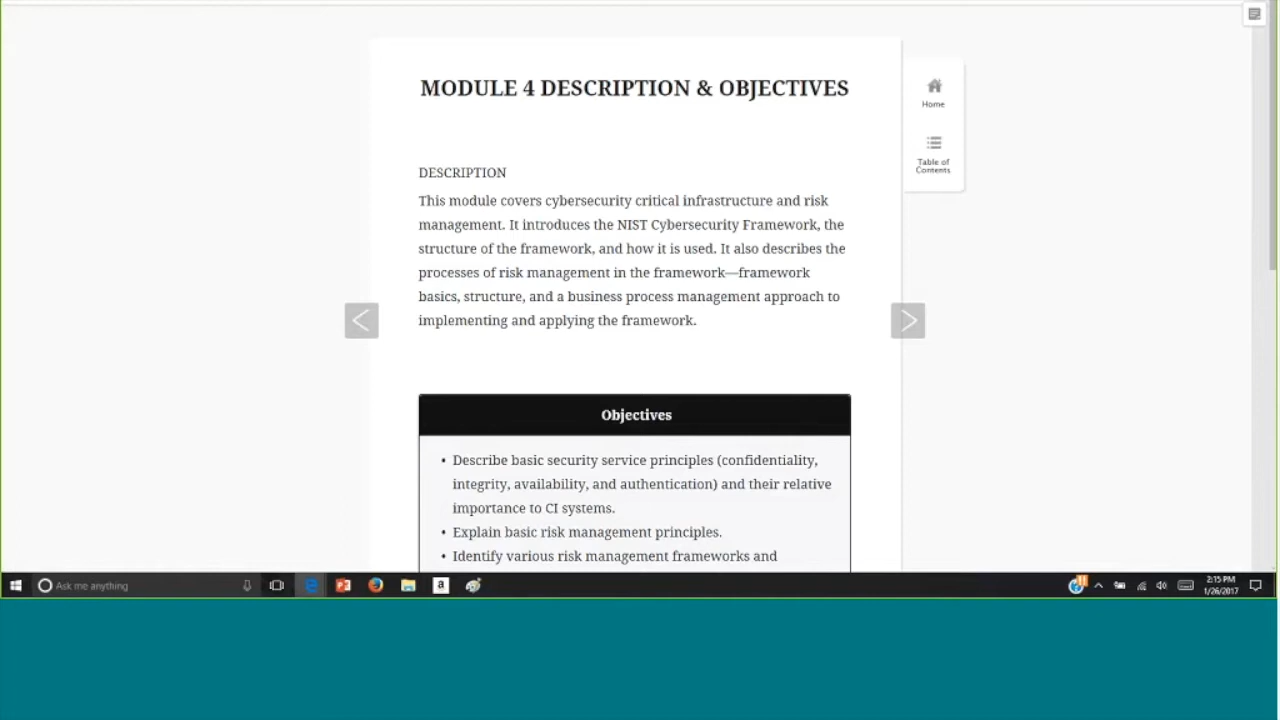 MODULE 4 DESCRIPTION & OBJECTIVES
Home
Table of
Contents
DESCRIPTION
This module covers cybersecurity critical infrastructure and risk
management. It introduces the NIST Cybersecurity Framework, the
structure of the framework, and how it is used. It also describes the
processes of risk management in the framework—framework
basics, structure, and a business process management approach to
implementing and applying the framework.
Objectives
• Describe basic security service principles (confidentiality,
integrity, availability, and authentication) and their relative
importance to CI systems.
• Explain basic risk management principles.
• Identify various risk management frameworks and
Ask me anything
a
2:15 PM
1/26/2017